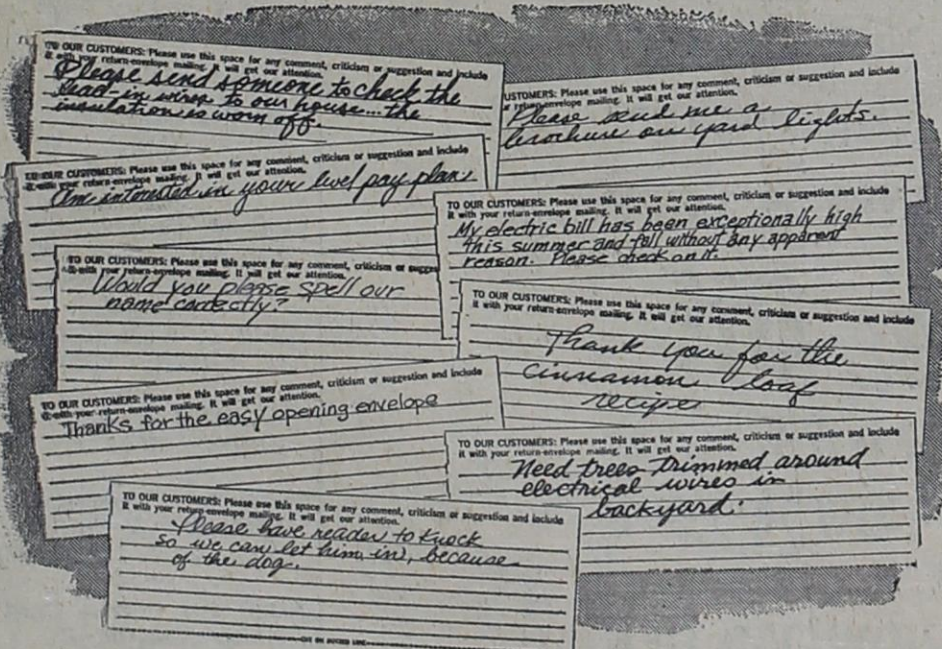 TO OUR CUSTOMERS: Please use this space for any comment, criticism or suggestion and include
it with your return-envelope mailing. It will get our attention.
Please send someone to check the
lead-in wires to our house... the
insulation is worn off.
USTOMERS: Please use this space for any comment, criticism or suggestion and include
r return-envelope mailing. It will get our attention.
Please send me a
brochure on yard lights.
TO OUR CUSTOMERS: Please use this space for any comment, criticism or suggestion and include
it with your return-envelope mailing. It will get our attention.
Am interested in your level pay plan
TO OUR CUSTOMERS: Please use this space for any comment, criticism or suggestion and include
it with your return-envelope mailing. It will get our attention.
My electric bill has been exceptionally high
this summer and fall without any apparent
reason. Please check on it.
TO OUR CUSTOMERS: Please use this space for any comment, criticism or sugges
it with your return-envelope mailing. It will get our attention.
Would you please spell our
name correctly?
TO OUR CUSTOMERS: Please use this space for any comment, criticism or suggestion and include
it with your return-envelope mailing. It will get our attention.
Thank you for the
cinnamon loaf
recipe
TO OUR CUSTOMERS: Please use this space for any comment, criticism or suggestion and include
it with your return-envelope mailing. It will get our attention.
Thanks for the easy opening envelope
TO OUR CUSTOMERS: Please use this space for any comment, criticism or suggestion and include
it with your return-envelope mailing. It will get our attention.
Need trees trimmed around
electrical wires in
backyard.
TO OUR CUSTOMERS: Please use this space for any comment, criticism or suggestion and include
it with your return-envelope mailing. It will get our attention.
Please have reader to knock
so we can let him in, because
of the dog.
CUT ON DOTTED LINE